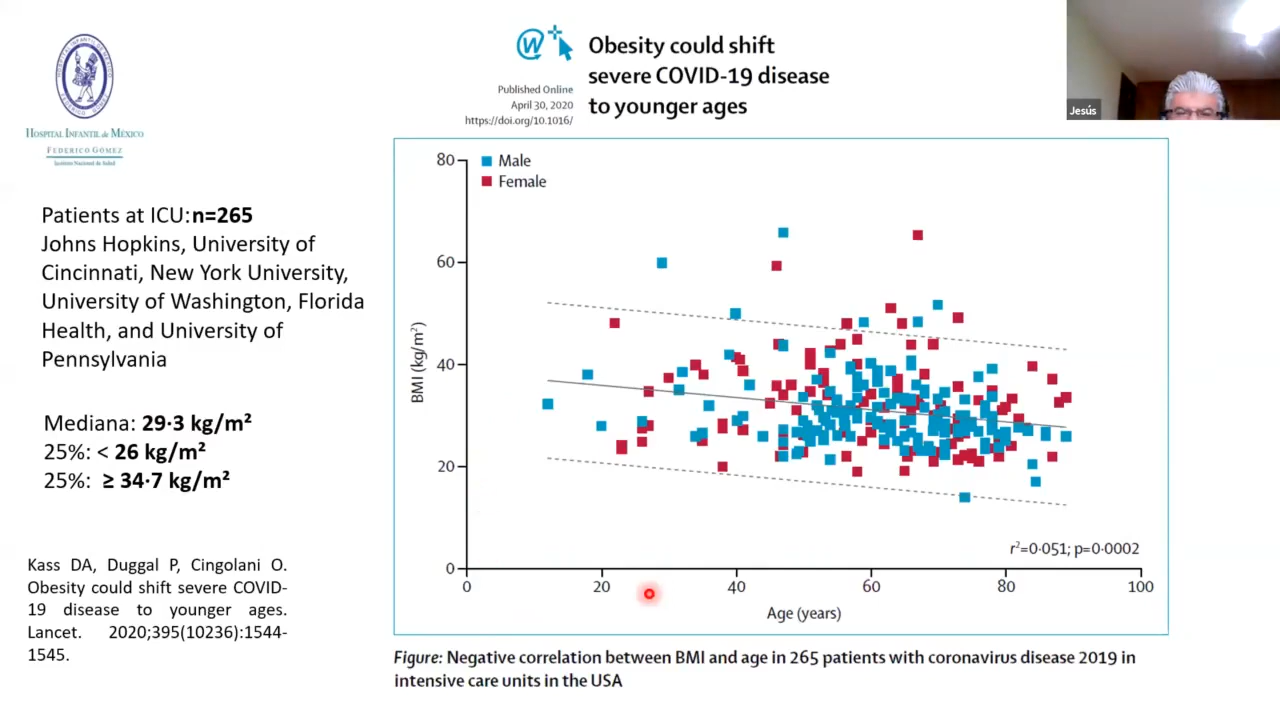 Obesity could shift
severe COVID-19 disease
to younger ages
Published Online
April 30, 2020
https://doi.org/10.1016/
Jesús
HOSPITAL INFANTIL de MÉXICO
FEDERICO GÓMEZ
Instituto Nacional de Salud
Patients at ICU:n=265
Johns Hopkins, University of
Cincinnati, New York University,
University of Washington, Florida
Health, and University of
Pennsylvania
Mediana: 29·3 kg/m²
25%: < 26 kg/m²
25%: ≥ 34·7 kg/m²
Kass DA, Duggal P, Cingolani O.
Obesity could shift severe COVID-
19 disease to younger ages.
Lancet. 2020;395(10236):1544-
1545.
Male
Female
80
60
40
20
0
BMI (kg/m²)
0 20 40 60 80 100
Age (years)
r²=0·051; p=0·0002
Figure: Negative correlation between BMI and age in 265 patients with coronavirus disease 2019 in
intensive care units in the USA